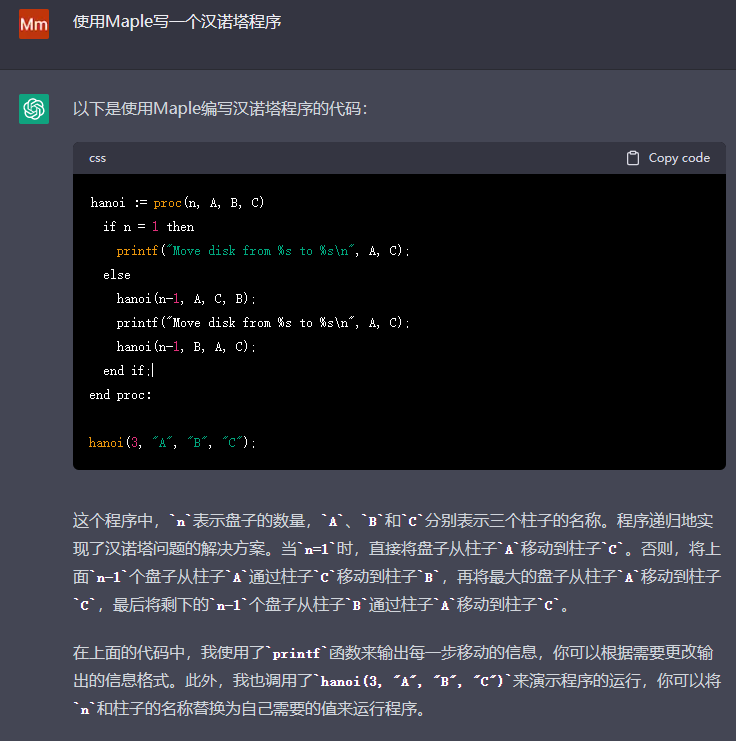 Mm
使用Maple写一个汉诺塔程序
以下是使用Maple编写汉诺塔程序的代码：
css
Copy code
hanoi := proc(n, A, B, C)
  if n = 1 then
    printf("Move disk from %s to %s\n", A, C);
  else
    hanoi(n-1, A, C, B);
    printf("Move disk from %s to %s\n", A, C);
    hanoi(n-1, B, A, C);
  end if;
end proc:
hanoi(3, "A", "B", "C");
这个程序中，`n`表示盘子的数量，`A`、`B`和`C`分别表示三个柱子的名称。程序递归地实
现了汉诺塔问题的解决方案。当`n=1`时，直接将盘子从柱子`A`移动到柱子`C`。否则，将上
面`n-1`个盘子从柱子`A`通过柱子`C`移动到柱子`B`，再将最大的盘子从柱子`A`移动到柱子
`C`，最后将剩下的`n-1`个盘子从柱子`B`通过柱子`A`移动到柱子`C`。
在上面的代码中，我使用了`printf`函数来输出每一步移动的信息，你可以根据需要更改输
出的信息格式。此外，我也调用了`hanoi(3, "A", "B", "C")`来演示程序的运行，你可以将
`n`和柱子的名称替换为自己需要的值来运行程序。